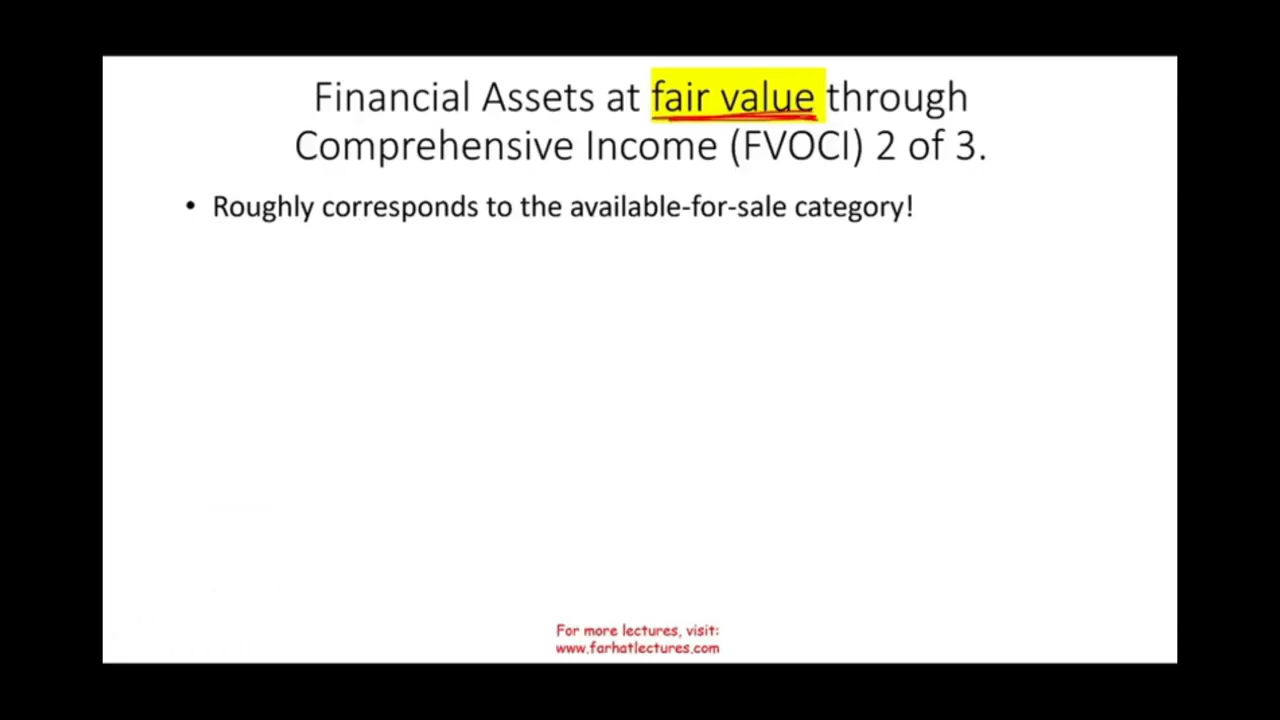 Financial Assets at fair value through
Comprehensive Income (FVOCI) 2 of 3.
• Roughly corresponds to the available-for-sale category!
For more lectures, visit:
www.farhatlectures.com